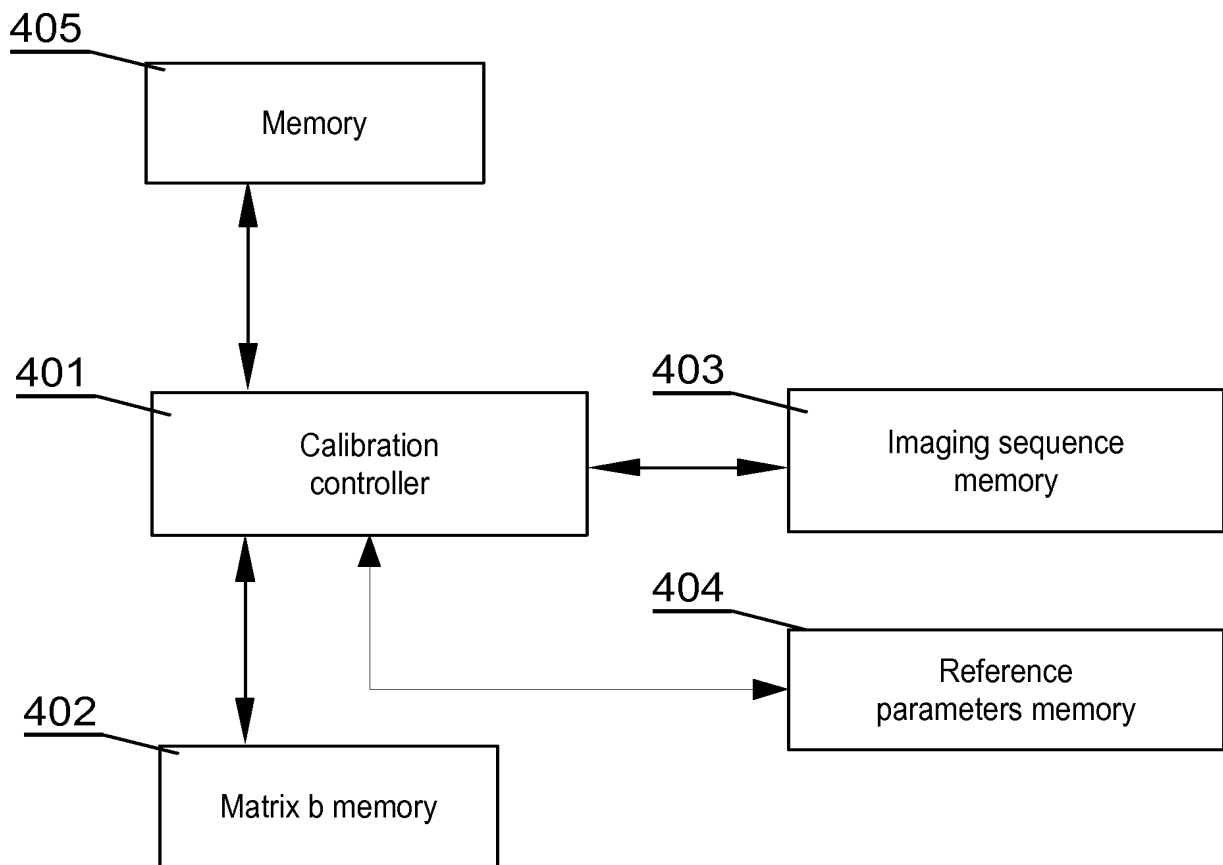 405
Memory
401
Calibration
controller
403
Imaging sequence
memory
404
Reference
parameters memory
402
Matrix b memory